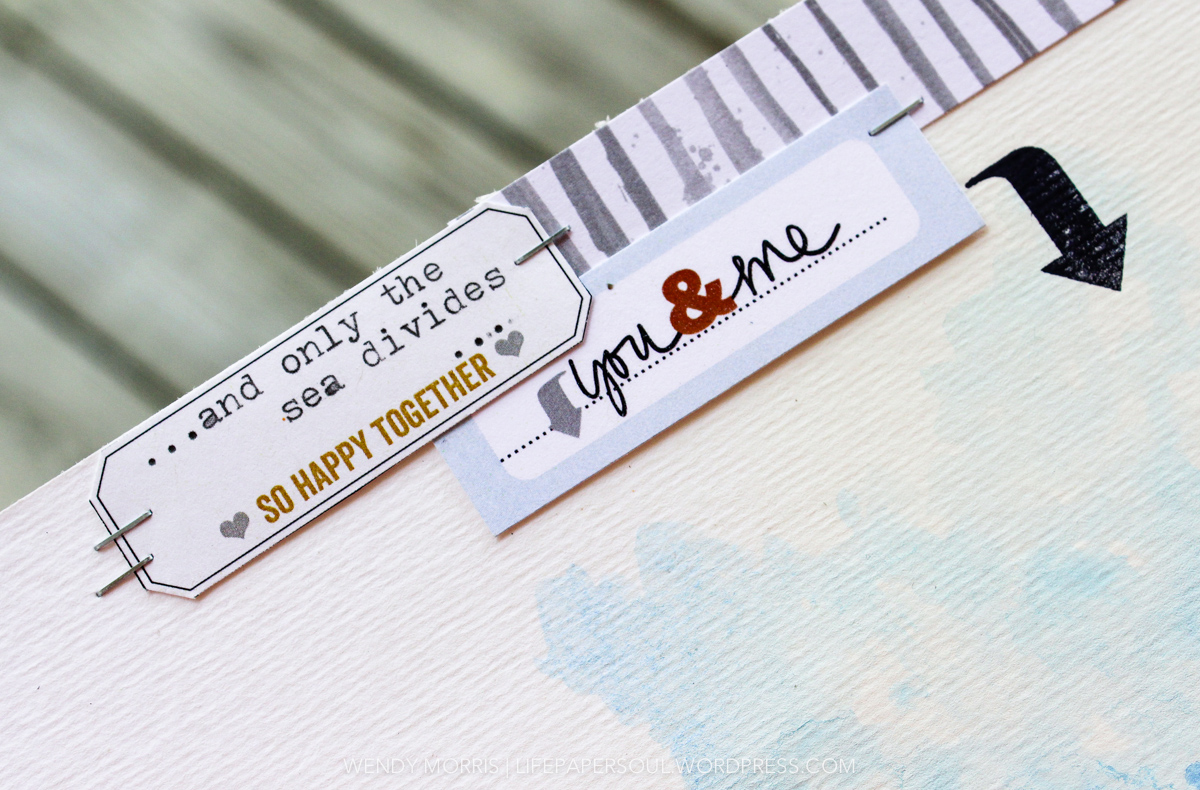 ...and only the
sea divides
....
SO HAPPY TOGETHER
you & me
WENDY MORRIS | LIFEPAPERSOUL.WORDPRESS.COM